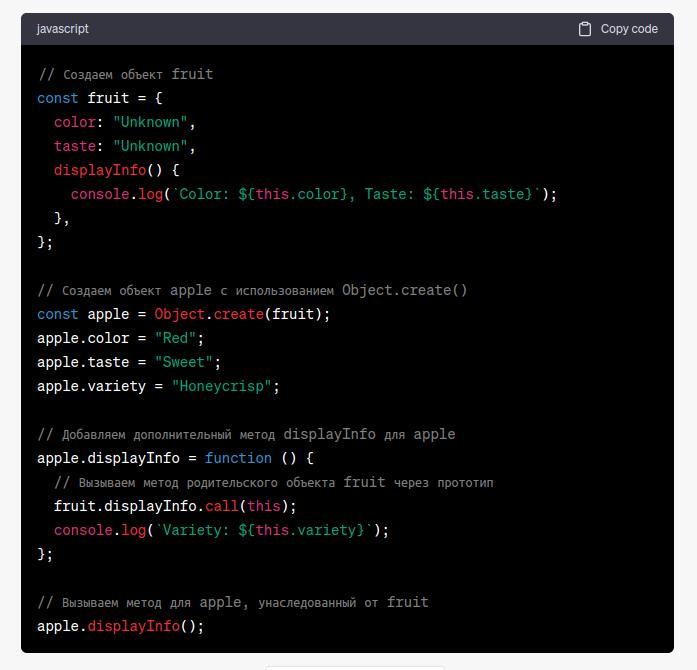 javascript
Copy code
// Создаем объект fruit
const fruit = {
  color: "Unknown",
  taste: "Unknown",
  displayInfo() {
    console.log(`Color: ${this.color}, Taste: ${this.taste}`);
  },
};
// Создаем объект apple с использованием Object.create()
const apple = Object.create(fruit);
apple.color = "Red";
apple.taste = "Sweet";
apple.variety = "Honeycrisp";
// Добавляем дополнительный метод displayInfo для apple
apple.displayInfo = function () {
  // Вызываем метод родительского объекта fruit через прототип
  fruit.displayInfo.call(this);
  console.log(`Variety: ${this.variety}`);
};
// Вызываем метод для apple, унаследованный от fruit
apple.displayInfo();